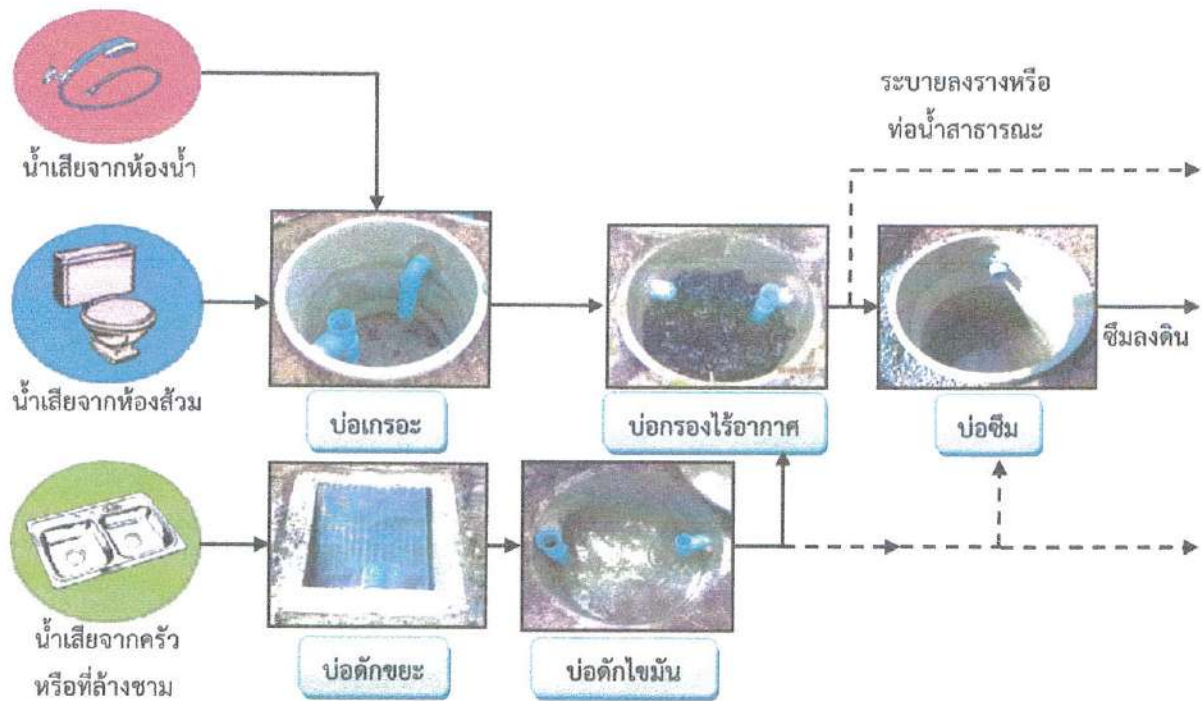 ระบายลงรางหรือ
ท่อน้ำสาธารณะ
น้ำเสียจากห้องน้ำ
น้ำเสียจากห้องส้วม
บ่อเกรอะ
บ่อกรองไร้อากาศ
บ่อซึม
ซึมลงดิน
น้ำเสียจากครัว
หรือที่ล้างชาม
บ่อดักขยะ
บ่อดักไขมัน